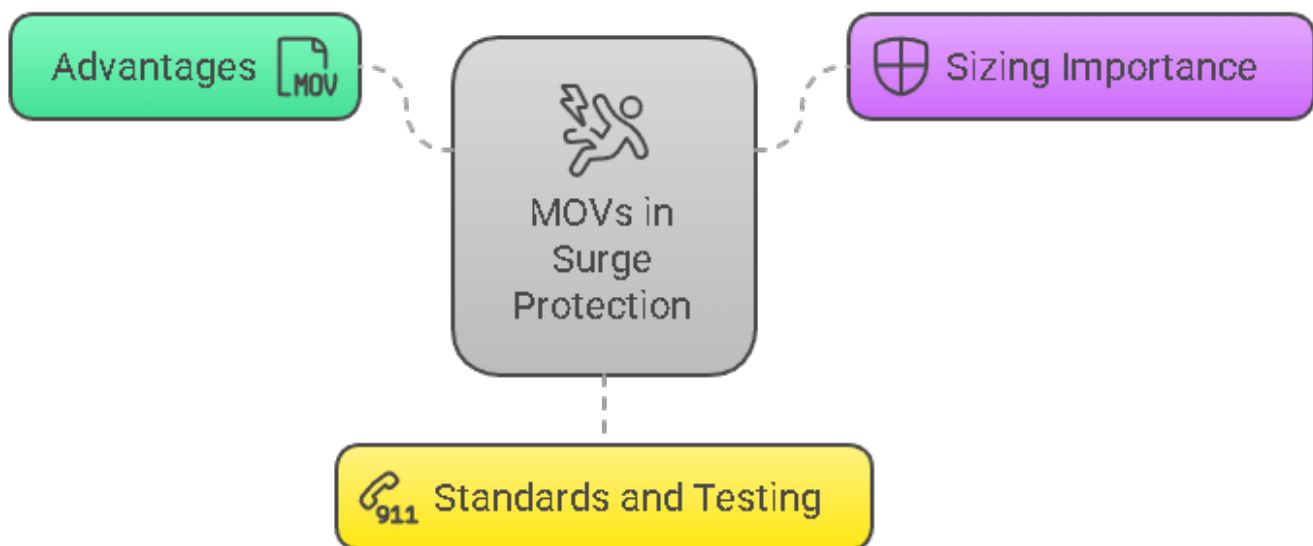 Advantages
MOV
Sizing Importance
MOVs in
Surge
Protection
911
Standards and Testing